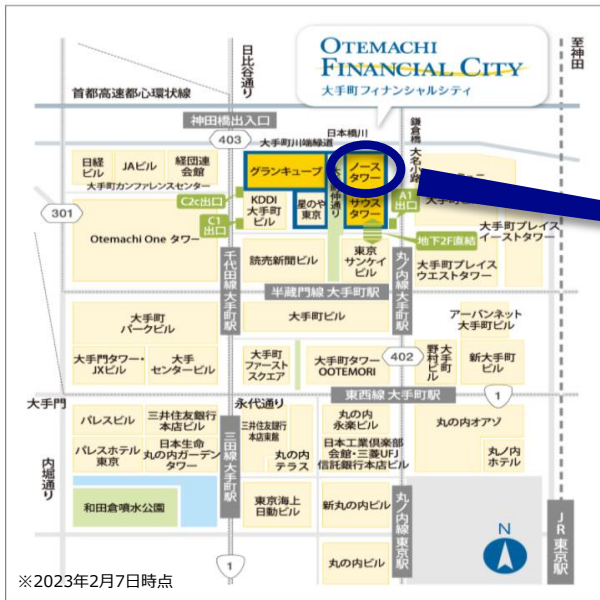 OTEMACHI
FINANCIAL CITY
大手町フィナンシャルシティ
至神田
日比谷通り
首都高速都心環状線
神田橋出入口
403
日本橋川
大手町川端緑道
鎌倉橋
大名小路
日経
ビル
JAビル
経団連
会館
大手町カンファレンスセンター
グランキューブ
ノース
タワー
C2c出口
C1
出口
KDDI
大手町
ビル
星のや
東京
サウス
タワー
A1
出口
301
Otemachi One タワー
地下2F直結
大手町プレイス
イーストタワー
大手町プレイス
ウエストタワー
千代田線 大手町駅
読売新聞ビル
東京
サンケイ
ビル
丸ノ内線 大手町駅
半蔵門線 大手町駅
大手町
パークビル
大手町ビル
アーバンネット
大手町ビル
大手門タワー・
JXビル
大手
センタービル
大手町
ファースト
スクエア
大手町タワー
OOTEMORI
402
大手町
野村ビル
新大手町
ビル
東西線 大手町駅
1
大手門
永代通り
パレスビル
三井住友銀行
本店ビル
三井住友銀行
本店東館
丸の内
永楽ビル
丸の内オアゾ
パレスホテル
東京
日本生命
丸の内ガーデン
タワー
三田線 大手町駅
丸の内
テラス
日本工業倶楽部
会館・三菱UFJ
信託銀行本店ビル
丸ノ内
ホテル
内堀通り
和田倉噴水公園
東京海上
日動ビル
新丸の内ビル
丸ノ内線 東京駅
N
JR 東京駅
1
丸の内ビル
※2023年2月7日時点